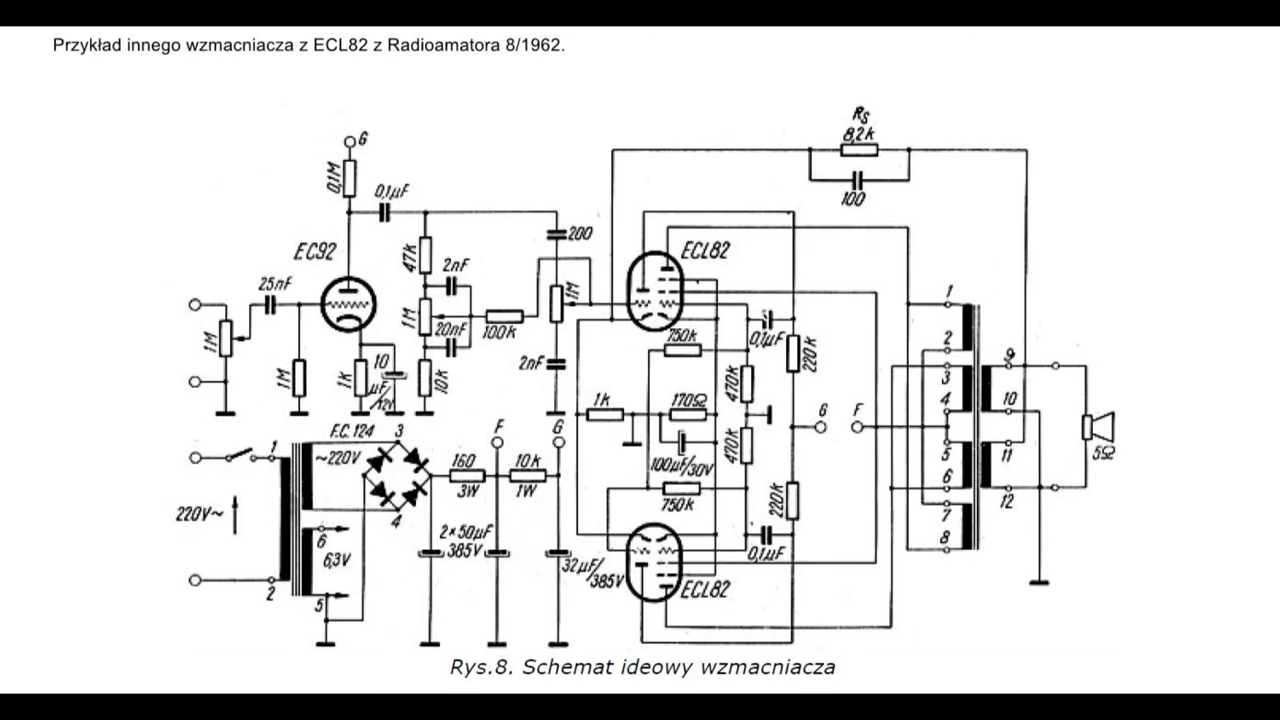 Przykład innego wzmacniacza z ECL82 z Radioamatora 8/1962.
Rs
8,2k
100
G
0,1M
0,1µF
EC92
25nF
1M
1M
1k
10
µF/
12V
47k
2nF
1M
20nF
10k
100k
200
1M
2nF
ECL82
750k
0,1µF
220k
470k
1k
170Ω
100µF/30V
470k
750k
220k
0,1µF
ECL82
G
F
1
2
3
4
5
6
7
8
9
10
11
12
5Ω
F.C.124
1
~220V
3
4
220V~
2
6
6,3V
5
160
3W
F
10k
1W
G
2×50µF
385V
32µF/
385V
Rys.8. Schemat ideowy wzmacniacza